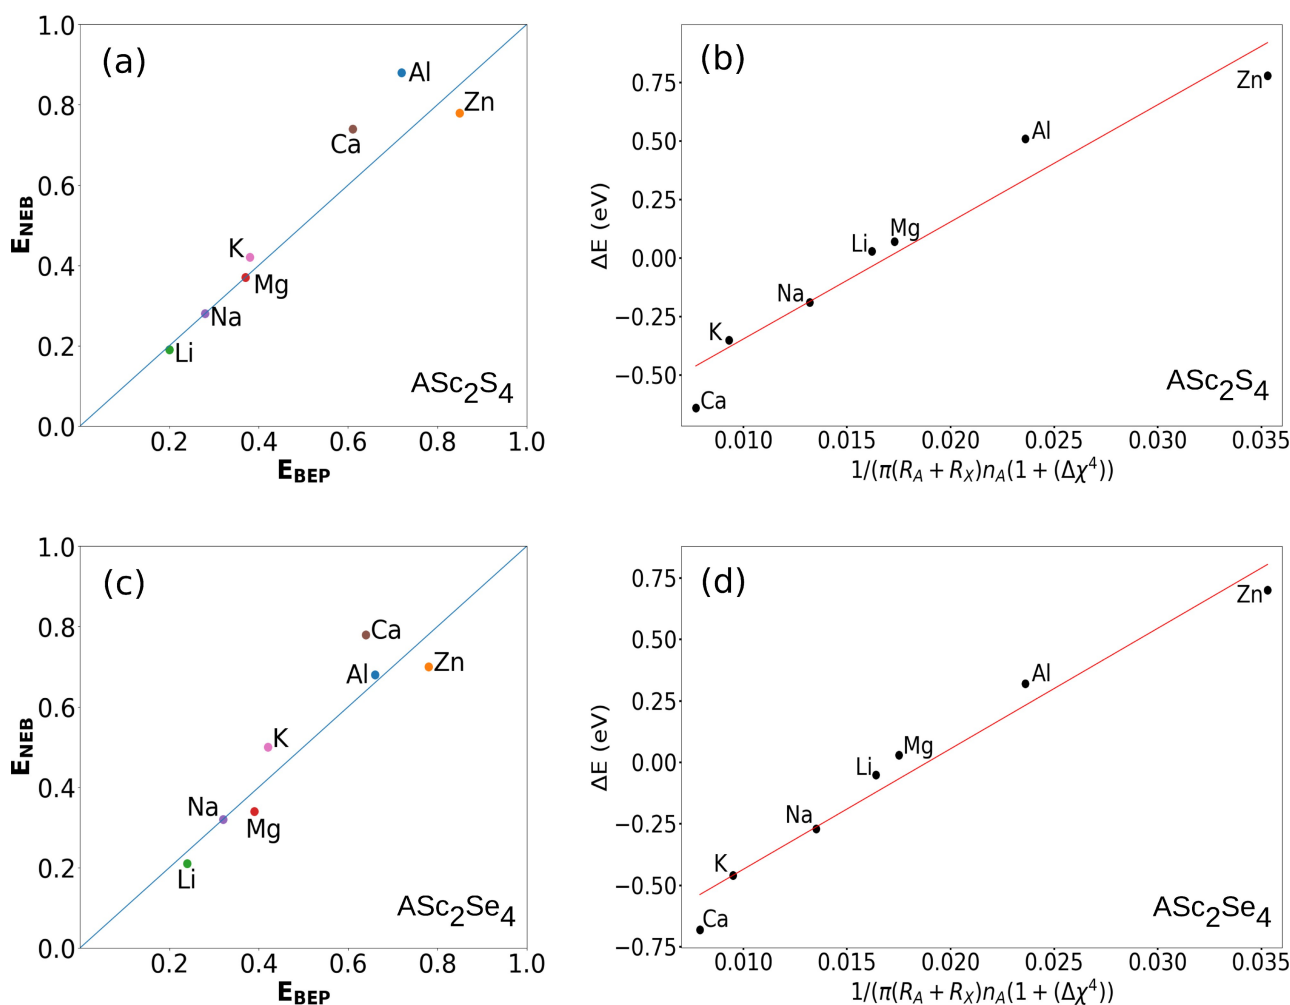 (a)
1.0
0.8
0.6
0.4
0.2
0.0
E_NEB
Al
Zn
Ca
K
Mg
Na
Li
ASc₂S₄
0.2 0.4 0.6 0.8 1.0
E_BEP
(b)
0.75
0.50
0.25
0.00
−0.25
−0.50
ΔE (eV)
Zn
Al
Mg
Li
Na
K
Ca
ASc₂S₄
0.010 0.015 0.020 0.025 0.030 0.035
1/(π(R_A + R_X)n_A(1 + (Δχ⁴))
(c)
1.0
0.8
0.6
0.4
0.2
0.0
E_NEB
Ca
Al
Zn
K
Na
Mg
Li
ASc₂Se₄
0.2 0.4 0.6 0.8 1.0
E_BEP
(d)
0.75
0.50
0.25
0.00
−0.25
−0.50
−0.75
ΔE (eV)
Zn
Al
Mg
Li
Na
K
Ca
ASc₂Se₄
0.010 0.015 0.020 0.025 0.030 0.035
1/(π(R_A + R_X)n_A(1 + (Δχ⁴))